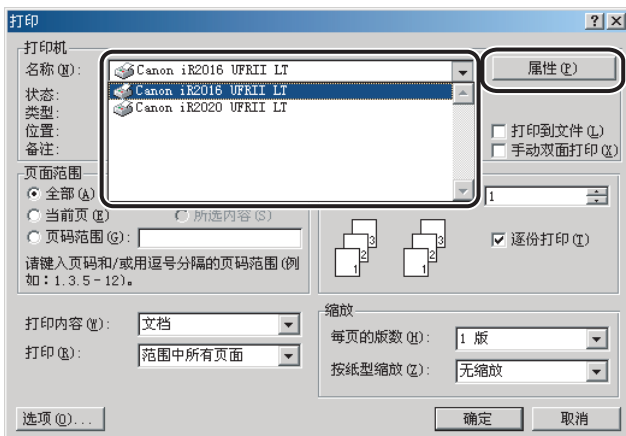 打印
打印机
名称(N):
Canon iR2016 UFRII LT
属性(P)
Canon iR2016 UFRII LT
Canon iR2020 UFRII LT
状态:
类型:
位置:
备注:
打印到文件(L)
手动双面打印(X)
页面范围
全部(A)
当前页(E)
所选内容(S)
页码范围(G):
请键入页码和/或用逗号分隔的页码范围(例
如：1.3.5-12)。
1
逐份打印(T)
1
2
3
1
2
3
打印内容(W):
文档
打印(R):
范围中所有页面
缩放
每页的版数(H):
1 版
按纸型缩放(Z):
无缩放
选项(O)...
确定
取消